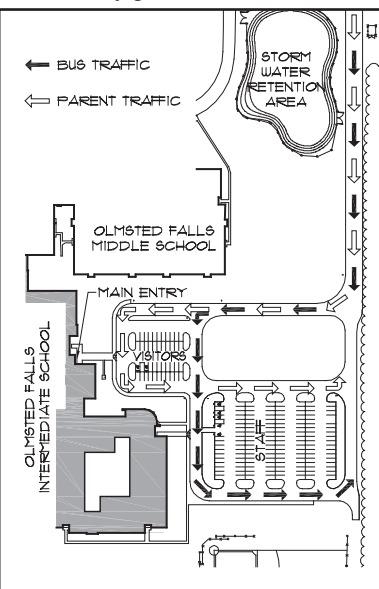 BUS TRAFFIC
PARENT TRAFFIC
STORM
WATER
RETENTION
AREA
OLMSTED FALLS
MIDDLE SCHOOL
MAIN ENTRY
VISITORS
OLMSTED FALLS
INTERMEDIATE SCHOOL
STAFF